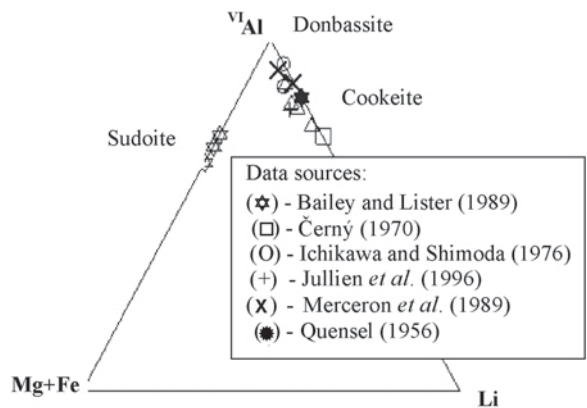 VIAl
Donbassite
Cookeite
Sudoite
Data sources:
(✡) - Bailey and Lister (1989)
(□) - Černý (1970)
(O) - Ichikawa and Shimoda (1976)
(+) - Jullien et al. (1996)
(X) - Merceron et al. (1989)
(✹) - Quensel (1956)
Mg+Fe
Li